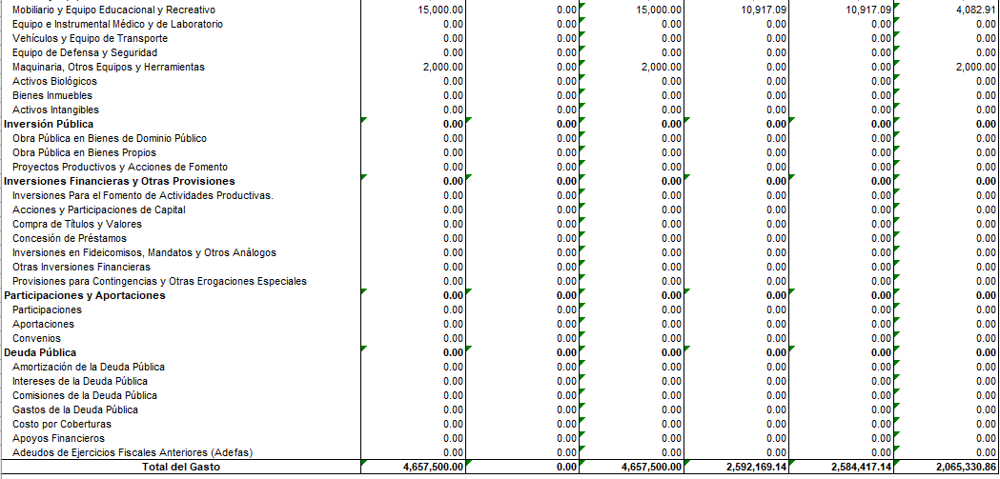 Mobiliario y Equipo Educacional y Recreativo 15,000.00 0.00 15,000.00 10,917.09 10,917.09 4,082.91
Equipo e Instrumental Médico y de Laboratorio 0.00 0.00 0.00 0.00 0.00 0.00
Vehículos y Equipo de Transporte 0.00 0.00 0.00 0.00 0.00 0.00
Equipo de Defensa y Seguridad 0.00 0.00 0.00 0.00 0.00 0.00
Maquinaria, Otros Equipos y Herramientas 2,000.00 0.00 2,000.00 0.00 0.00 2,000.00
Activos Biológicos 0.00 0.00 0.00 0.00 0.00 0.00
Bienes Inmuebles 0.00 0.00 0.00 0.00 0.00 0.00
Activos Intangibles 0.00 0.00 0.00 0.00 0.00 0.00
Inversión Pública 0.00 0.00 0.00 0.00 0.00 0.00
Obra Pública en Bienes de Dominio Público 0.00 0.00 0.00 0.00 0.00 0.00
Obra Pública en Bienes Propios 0.00 0.00 0.00 0.00 0.00 0.00
Proyectos Productivos y Acciones de Fomento 0.00 0.00 0.00 0.00 0.00 0.00
Inversiones Financieras y Otras Provisiones 0.00 0.00 0.00 0.00 0.00 0.00
Inversiones Para el Fomento de Actividades Productivas. 0.00 0.00 0.00 0.00 0.00 0.00
Acciones y Participaciones de Capital 0.00 0.00 0.00 0.00 0.00 0.00
Compra de Títulos y Valores 0.00 0.00 0.00 0.00 0.00 0.00
Concesión de Préstamos 0.00 0.00 0.00 0.00 0.00 0.00
Inversiones en Fideicomisos, Mandatos y Otros Análogos 0.00 0.00 0.00 0.00 0.00 0.00
Otras Inversiones Financieras 0.00 0.00 0.00 0.00 0.00 0.00
Provisiones para Contingencias y Otras Erogaciones Especiales 0.00 0.00 0.00 0.00 0.00 0.00
Participaciones y Aportaciones 0.00 0.00 0.00 0.00 0.00 0.00
Participaciones 0.00 0.00 0.00 0.00 0.00 0.00
Aportaciones 0.00 0.00 0.00 0.00 0.00 0.00
Convenios 0.00 0.00 0.00 0.00 0.00 0.00
Deuda Pública 0.00 0.00 0.00 0.00 0.00 0.00
Amortización de la Deuda Pública 0.00 0.00 0.00 0.00 0.00 0.00
Intereses de la Deuda Pública 0.00 0.00 0.00 0.00 0.00 0.00
Comisiones de la Deuda Pública 0.00 0.00 0.00 0.00 0.00 0.00
Gastos de la Deuda Pública 0.00 0.00 0.00 0.00 0.00 0.00
Costo por Coberturas 0.00 0.00 0.00 0.00 0.00 0.00
Apoyos Financieros 0.00 0.00 0.00 0.00 0.00 0.00
Adeudos de Ejercicios Fiscales Anteriores (Adefas) 0.00 0.00 0.00 0.00 0.00 0.00
Total del Gasto 4,657,500.00 0.00 4,657,500.00 2,592,169.14 2,584,417.14 2,065,330.86